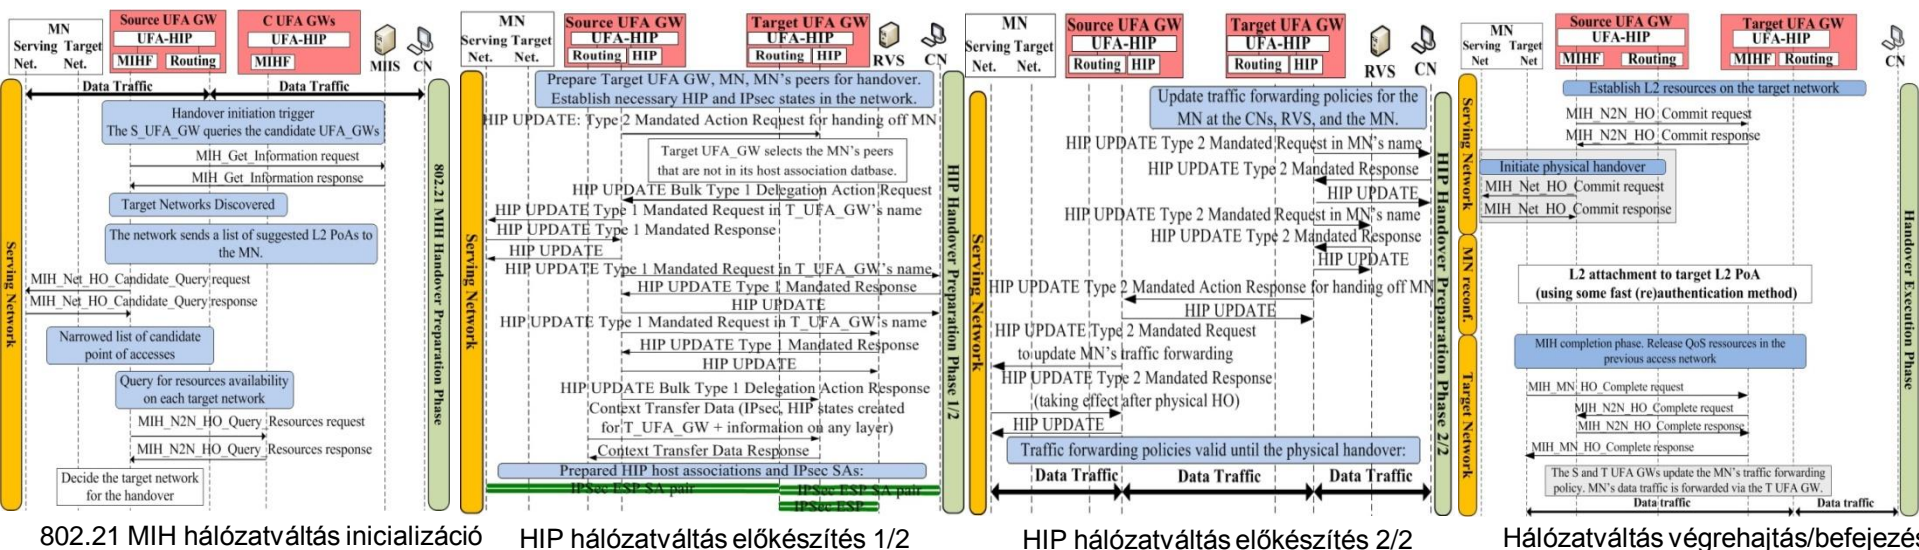 MN
Serving Target
Net. Net.
Source UFA GW
UFA-HIP
MIHF Routing
C UFA GWs
UFA-HIP
MIHF
MIIS CN
Data Traffic Data Traffic
Handover initiation trigger
The S_UFA_GW queries the candidate UFA_GWs
MIH_Get_Information request
MIH_Get_Information response
Target Networks Discovered
The network sends a list of suggested L2 PoAs to
the MN.
MIH_Net_HO_Candidate_Query request
MIH_Net_HO_Candidate_Query response
Narrowed list of candidate
point of accesses
Query for resources availability
on each target network
MIH_N2N_HO_Query_Resources request
MIH_N2N_HO_Query_Resources response
Decide the target network
for the handover
Serving Network
802.21 MIH Handover Preparation Phase
802.21 MIH hálózatváltás inicializáció
MN
Serving Target
Net. Net.
Source UFA GW
UFA-HIP
Routing HIP
Target UFA GW
UFA-HIP
Routing HIP
RVS CN
Prepare Target UFA GW, MN, MN's peers for handover.
Establish necessary HIP and IPsec states in the network.
HIP UPDATE: Type 2 Mandated Action Request for handing off MN
Target UFA_GW selects the MN's peers
that are not in its host association datbase.
HIP UPDATE Bulk Type 1 Delegation Action Request
HIP UPDATE Type 1 Mandated Request in T_UFA_GW's name
HIP UPDATE Type 1 Mandated Response
HIP UPDATE
HIP UPDATE Type 1 Mandated Request in T_UFA_GW's name
HIP UPDATE Type 1 Mandated Response
HIP UPDATE
HIP UPDATE Type 1 Mandated Request in T_UFA_GW's name
HIP UPDATE Type 1 Mandated Response
HIP UPDATE
HIP UPDATE Bulk Type 1 Delegation Action Response
Context Transfer Data (IPsec, HIP states created
for T_UFA_GW + information on any layer)
Context Transfer Data Response
Prepared HIP host associations and IPsec SAs:
IPSec ESP SA pair IPSec ESP SA pair
IPSec ESP
Serving Network
HIP Handover Preparation Phase 1/2
HIP hálózatváltás előkészítés 1/2
MN
Serving Target
Net. Net.
Source UFA GW
UFA-HIP
Routing HIP
Target UFA GW
UFA-HIP
Routing HIP
RVS CN
Update traffic forwarding policies for the
MN at the CNs, RVS, and the MN.
HIP UPDATE Type 2 Mandated Request in MN's name
HIP UPDATE Type 2 Mandated Response
HIP UPDATE
HIP UPDATE Type 2 Mandated Request in MN's name
HIP UPDATE Type 2 Mandated Response
HIP UPDATE
HIP UPDATE Type 2 Mandated Action Response for handing off MN
HIP UPDATE
HIP UPDATE Type 2 Mandated Request
to update MN's traffic forwarding
HIP UPDATE Type 2 Mandated Response
(taking effect after physical HO)
HIP UPDATE
Traffic forwarding policies valid until the physical handover:
Data Traffic Data Traffic Data Traffic
Serving Network
HIP Handover Preparation Phase 2/2
HIP hálózatváltás előkészítés 2/2
MN
Serving Target
Net Net
Source UFA GW
UFA-HIP
MIHF Routing
Target UFA GW
UFA-HIP
MIHF Routing
CN
Establish L2 resources on the target network
MIH_N2N_HO_Commit request
MIH_N2N_HO_Commit response
Initiate physical handover
MIH_Net_HO_Commit request
MIH_Net_HO_Commit response
L2 attachment to target L2 PoA
(using some fast (re)authentication method)
MIH completion phase. Release QoS ressources in the
previous access network
MIH_MN_HO_Complete request
MIH_N2N_HO_Complete request
MIH_N2N_HO_Complete response
MIH_MN_HO_Complete response
The S and T UFA GWs update the MN's traffic forwarding
policy. MN's data traffic is forwarded via the T UFA GW.
Data traffic Data traffic
Serving Network
MN reconf.
Target Network
Handover Execution Phase
Hálózatváltás végrehajtás/befejezés